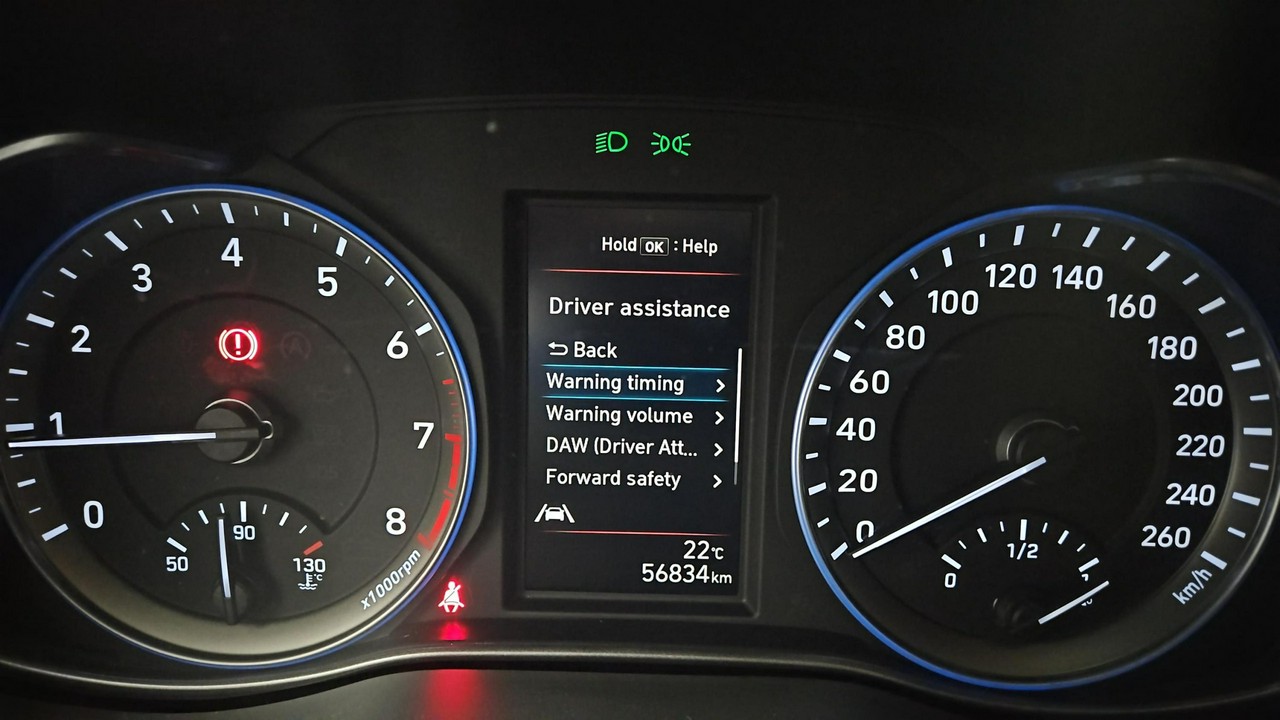 Hold OK : Help
Driver assistance
Back
Warning timing
Warning volume
DAW (Driver Att...
Forward safety
22°C
56834 km
0
1
2
3
4
5
6
7
8
x1000rpm
50
90
130
°C
0
20
40
60
80
100
120
140
160
180
200
220
240
260
km/h
0
1/2